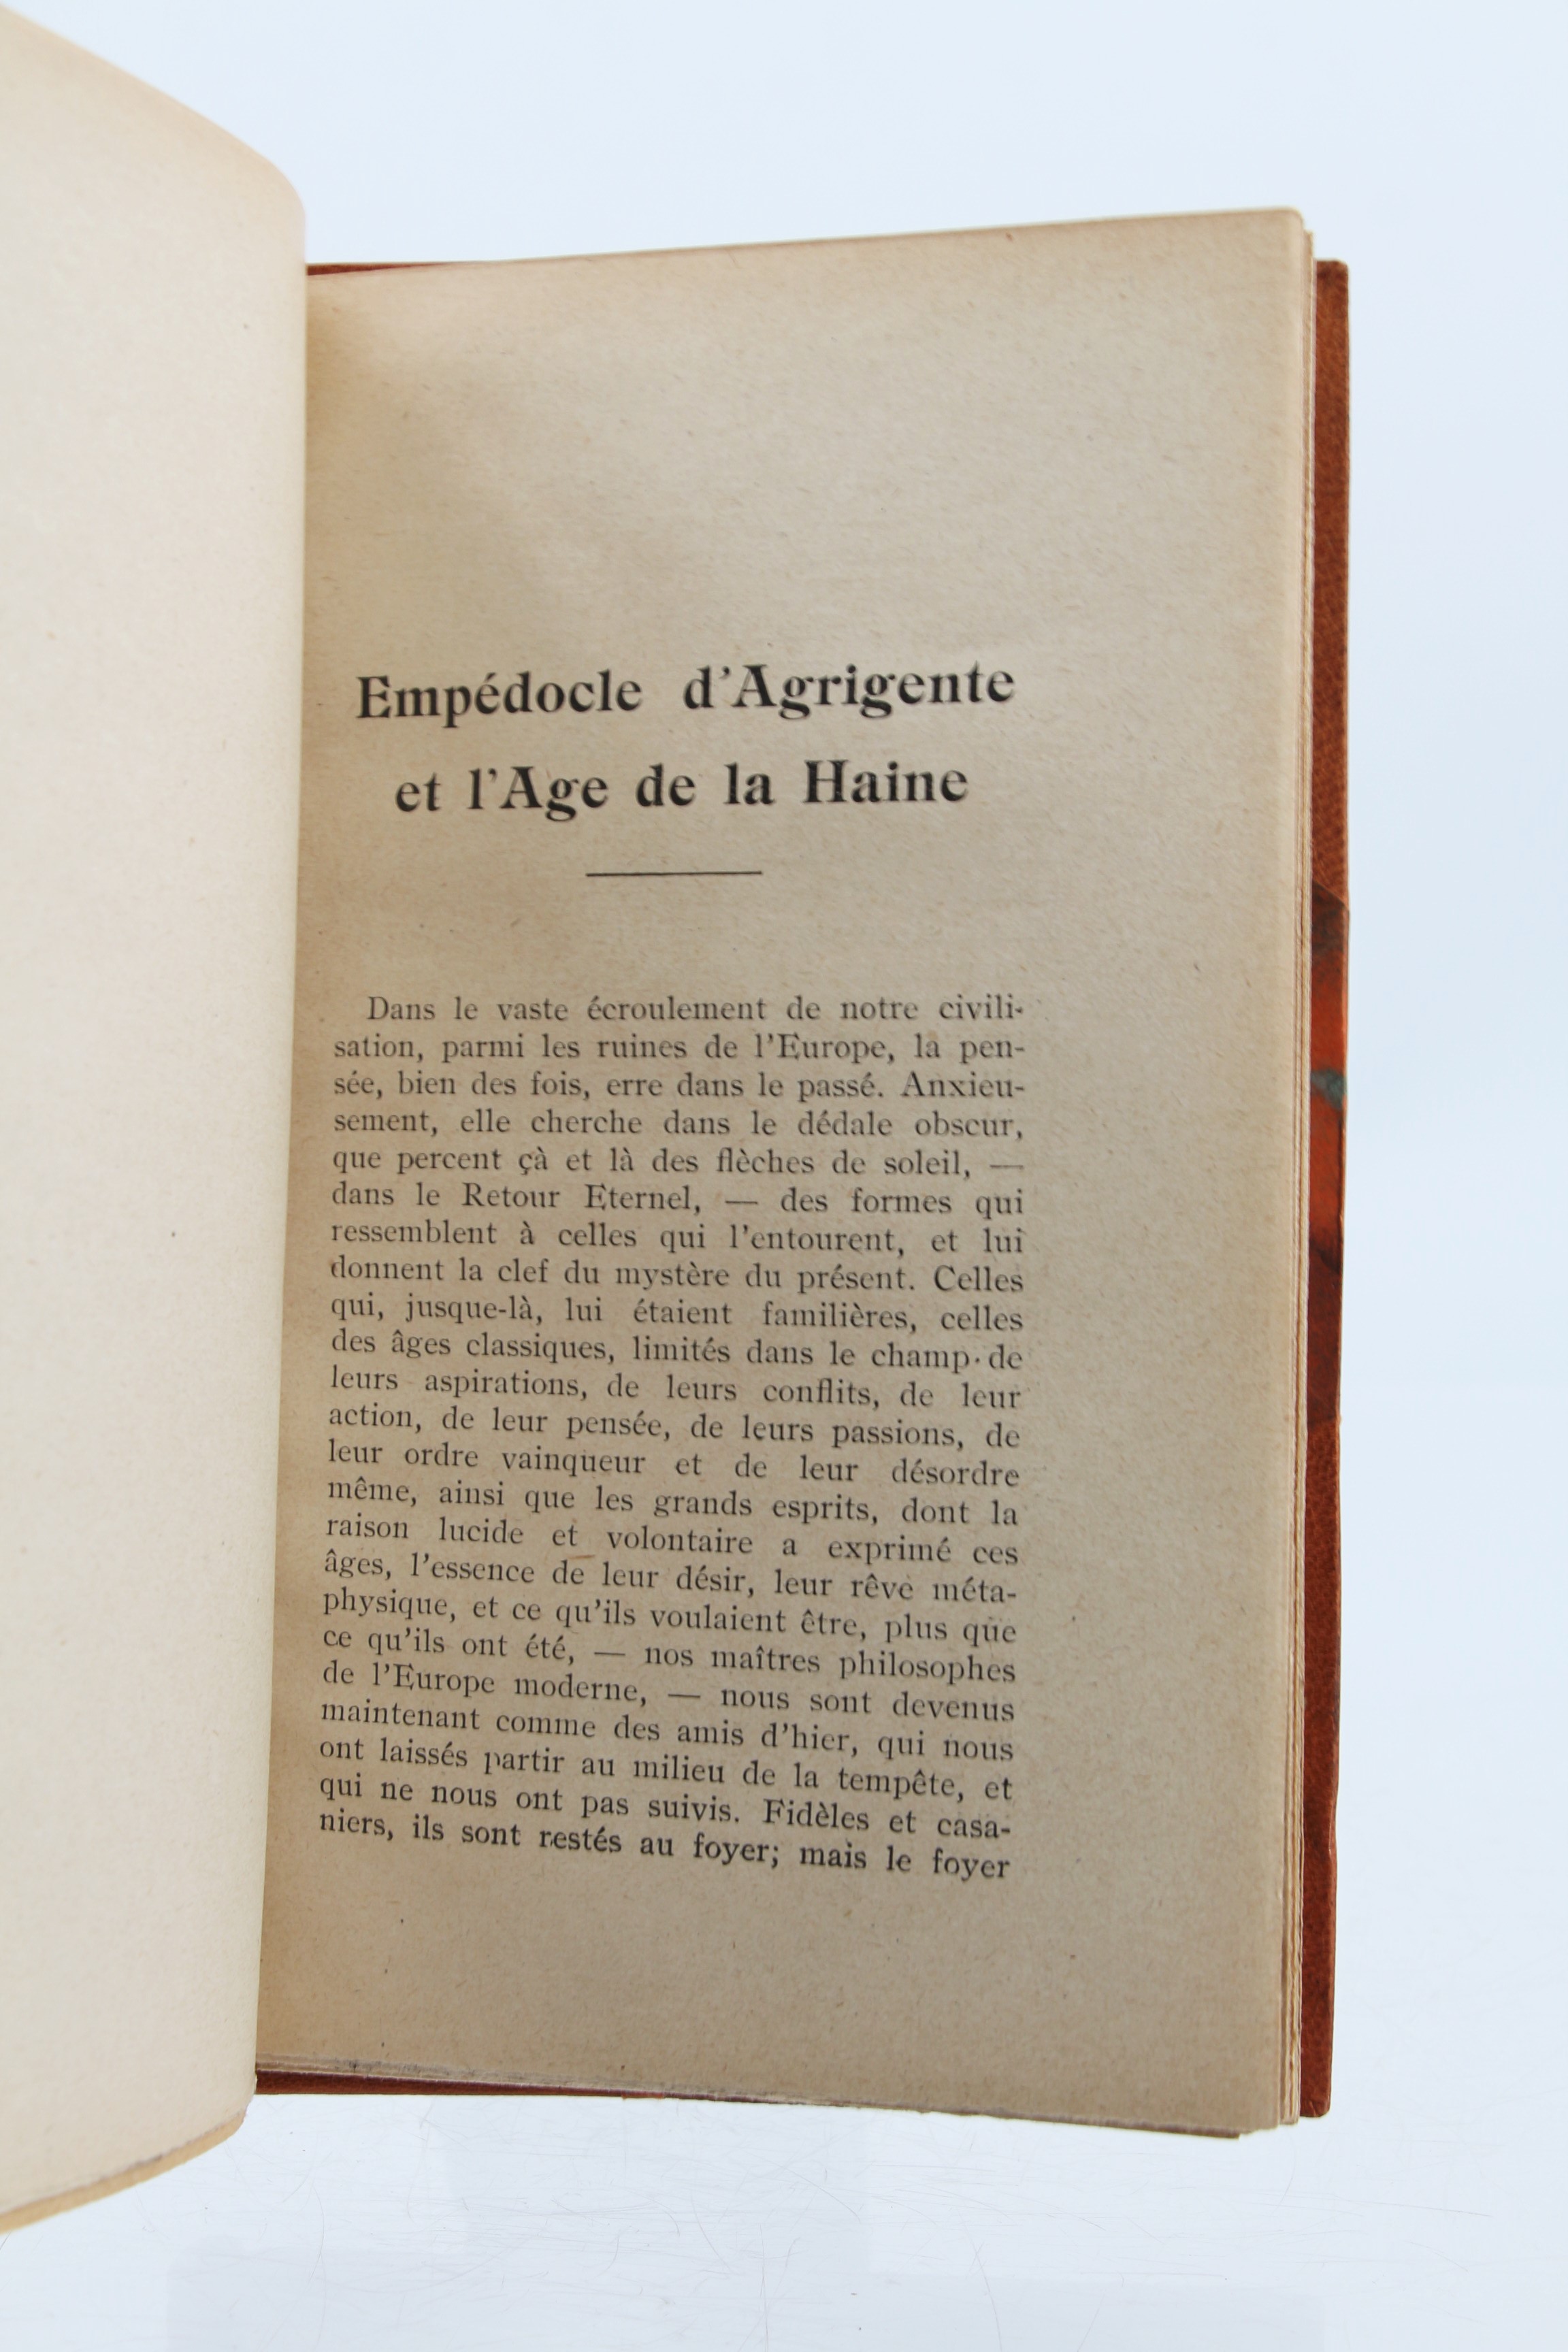 Empédocle d'Agrigente
et l'Age de la Haine
Dans le vaste écroulement de notre civili-
sation, parmi les ruines de l'Europe, la pen-
sée, bien des fois, erre dans le passé. Anxieu-
sement, elle cherche dans le dédale obscur,
que percent çà et là des flèches de soleil, —
dans le Retour Eternel, — des formes qui
ressemblent à celles qui l'entourent, et lui
donnent la clef du mystère du présent. Celles
qui, jusque-là, lui étaient familières, celles
des âges classiques, limités dans le champ de
leurs aspirations, de leurs conflits, de leur
action, de leur pensée, de leurs passions, de
leur ordre vainqueur et de leur désordre
même, ainsi que les grands esprits, dont la
raison lucide et volontaire a exprimé ces
âges, l'essence de leur désir, leur rêve méta-
physique, et ce qu'ils voulaient être, plus que
ce qu'ils ont été, — nos maîtres philosophes
de l'Europe moderne, — nous sont devenus
maintenant comme des amis d'hier, qui nous
ont laissés partir au milieu de la tempête, et
qui ne nous ont pas suivis. Fidèles et casa-
niers, ils sont restés au foyer; mais le foyer